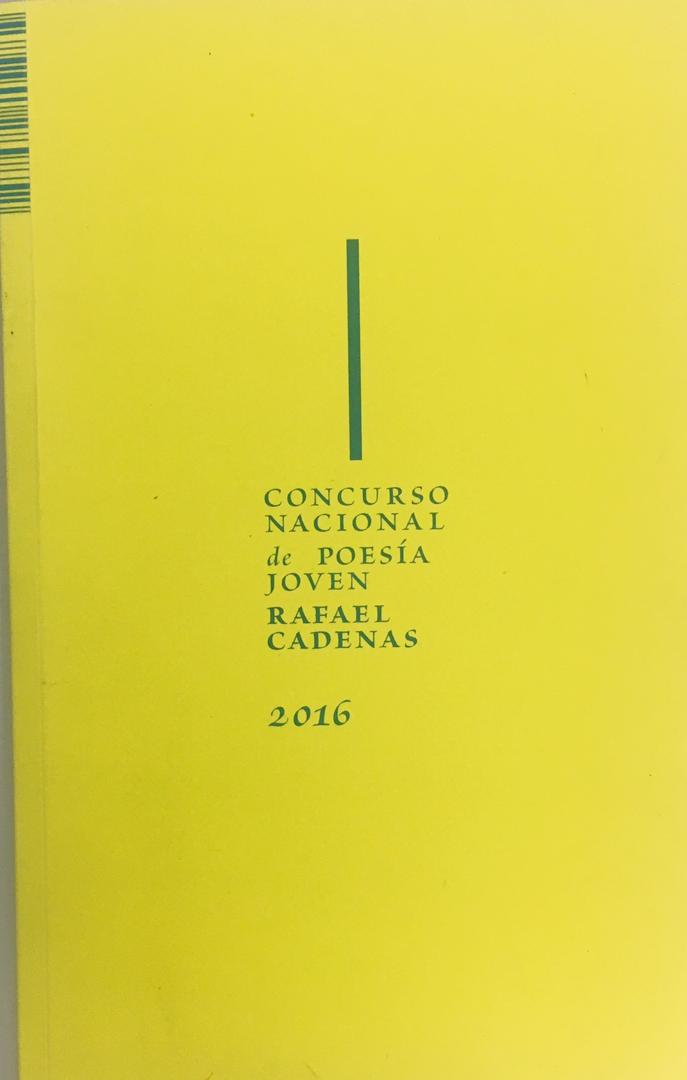 I
CONCURSO
NACIONAL
de POESÍA
JOVEN
RAFAEL
CADENAS
2016